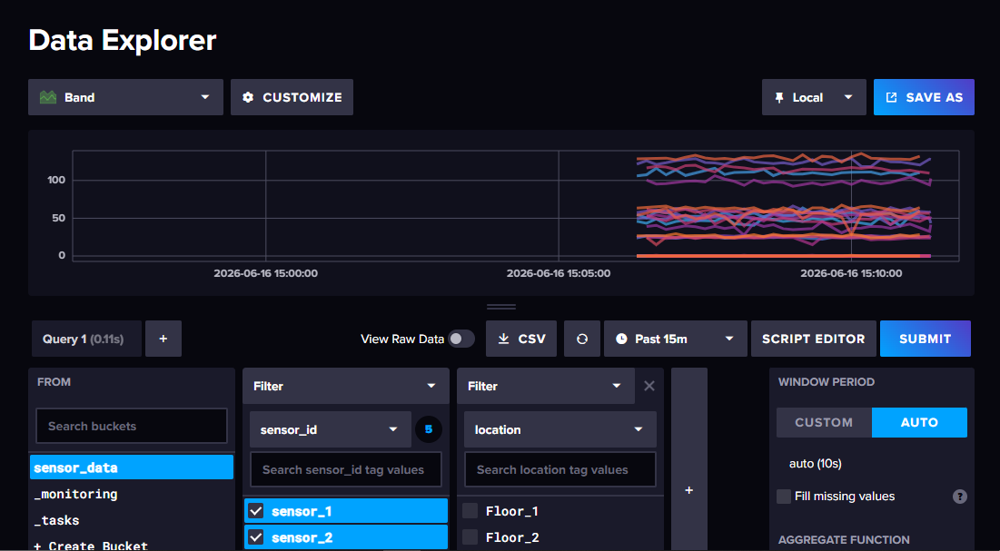 Data Explorer
Band
CUSTOMIZE
Local
SAVE AS
100
50
0
2026-06-16 15:00:00
2026-06-16 15:05:00
2026-06-16 15:10:00
Query 1 (0.11s)
+
View Raw Data
CSV
Past 15m
SCRIPT EDITOR
SUBMIT
FROM
Search buckets
sensor_data
_monitoring
_tasks
+ Create Bucket
Filter
sensor_id
5
Search sensor_id tag values
sensor_1
sensor_2
Filter
location
Search location tag values
Floor_1
Floor_2
+
WINDOW PERIOD
CUSTOM
AUTO
auto (10s)
Fill missing values
?
AGGREGATE FUNCTION